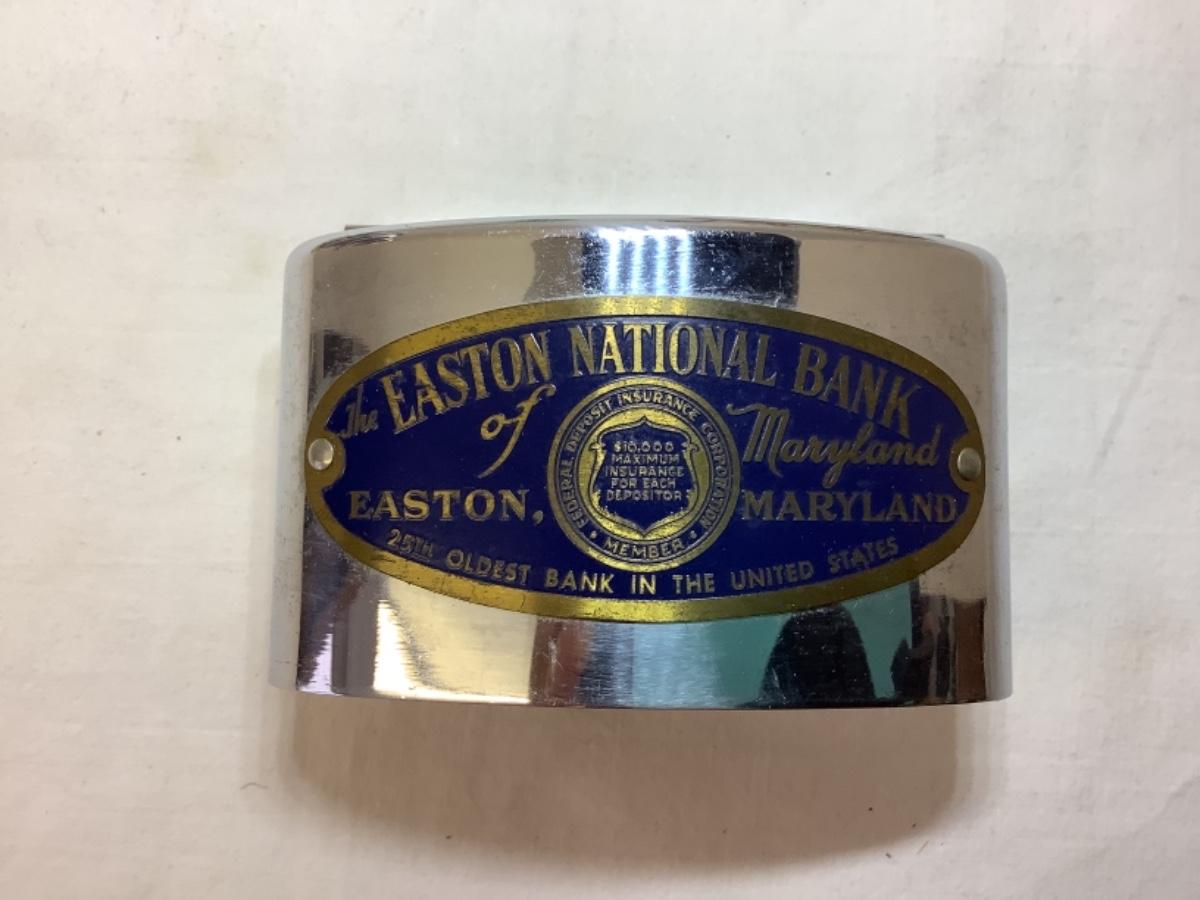 The EASTON NATIONAL BANK
of Maryland
EASTON, MARYLAND
25TH OLDEST BANK IN THE UNITED STATES
FEDERAL DEPOSIT INSURANCE CORPORATION
• MEMBER •
$10,000
MAXIMUM
INSURANCE
FOR EACH
DEPOSITOR